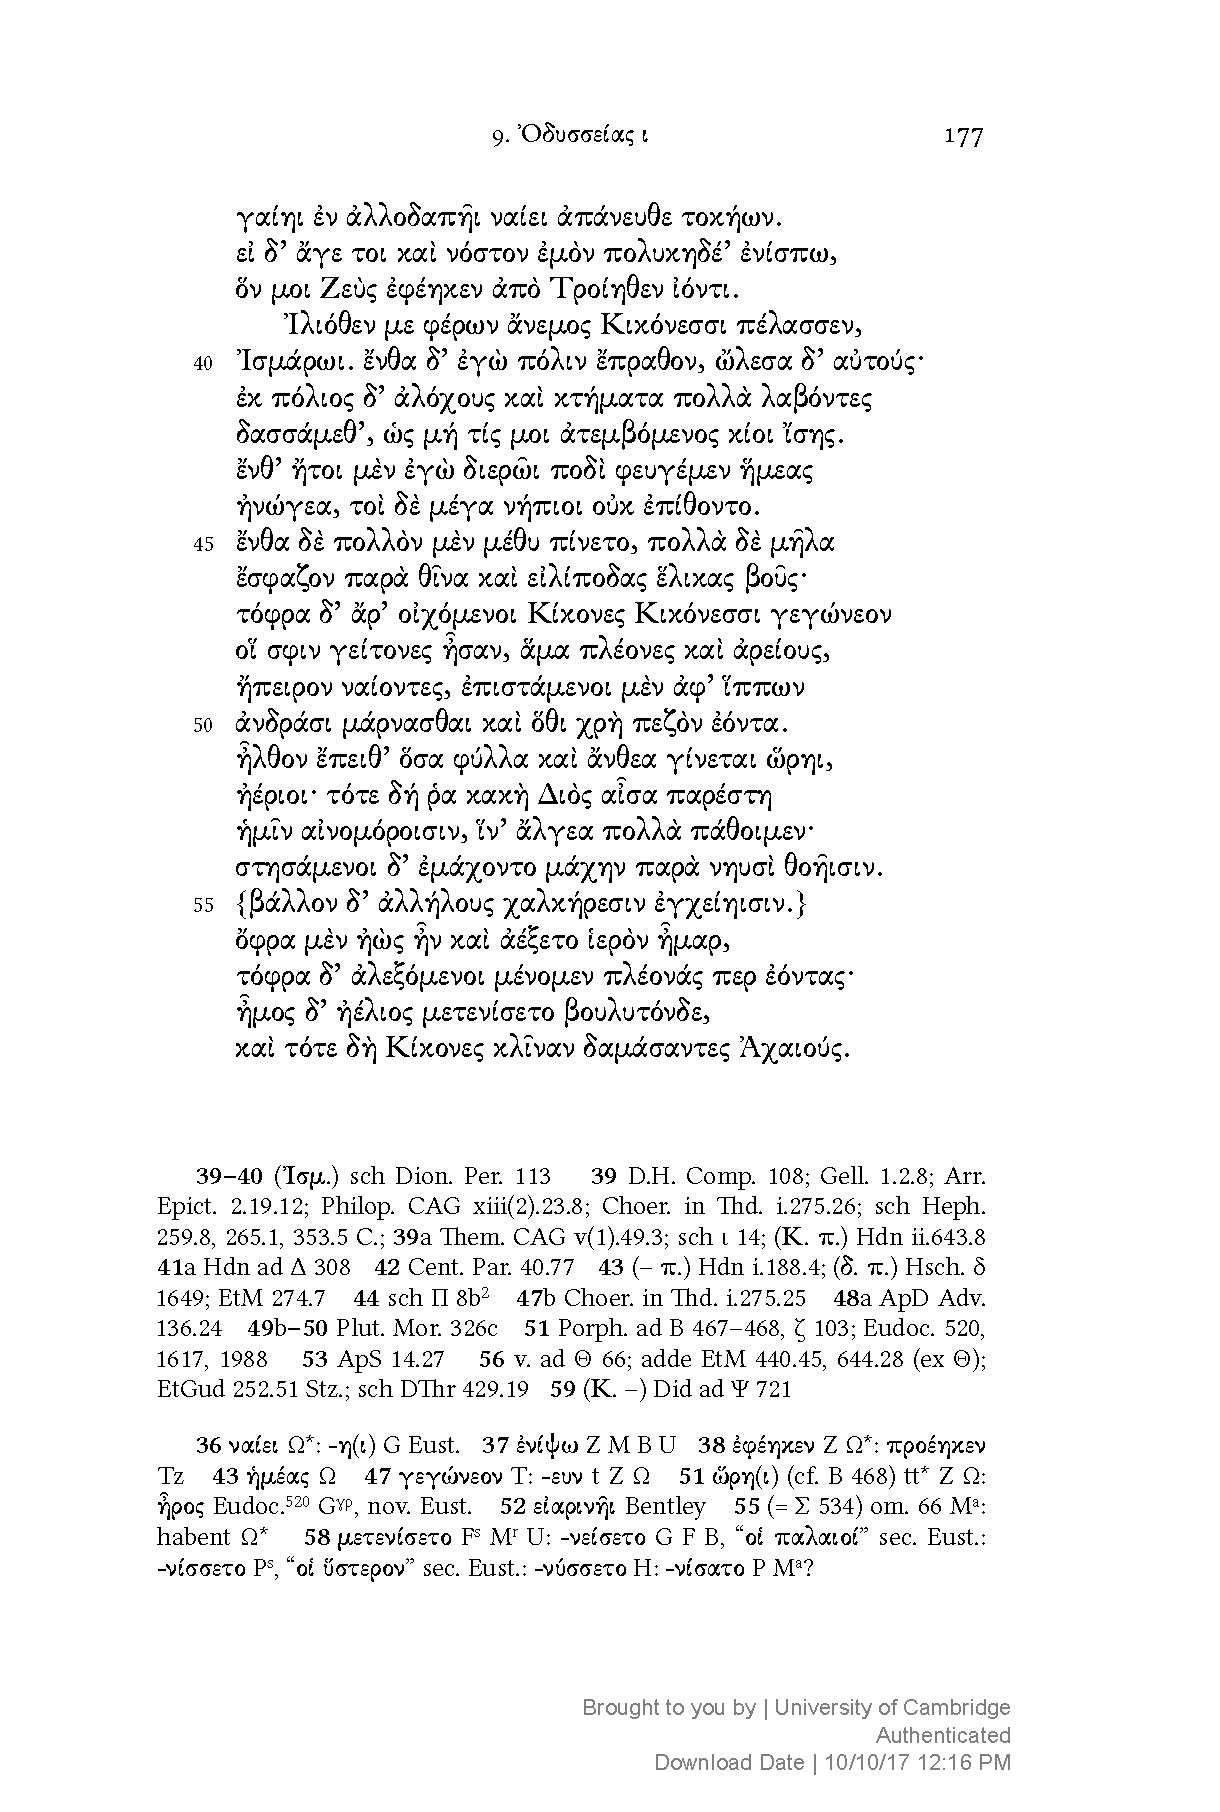 9. Ὀδυσσείας ι 177
γαίηι ἐν ἀλλοδαπῆι ναίει ἀπάνευθε τοκήων.
εἰ δ’ ἄγε τοι καὶ νόστον ἐμὸν πολυκηδέ’ ἐνίσπω,
ὅν μοι Ζεὺς ἐφέηκεν ἀπὸ Τροίηθεν ἰόντι.
Ἰλιόθεν με φέρων ἄνεμος Κικόνεσσι πέλασσεν,
40 Ἰσμάρωι. ἔνθα δ’ ἐγὼ πόλιν ἔπραθον, ὤλεσα δ’ αὐτούς·
ἐκ πόλιος δ’ ἀλόχους καὶ κτήματα πολλὰ λαβόντες
δασσάμεθ’, ὡς μή τίς μοι ἀτεμβόμενος κίοι ἴσης.
ἔνθ’ ἤτοι μὲν ἐγὼ διερῶι ποδὶ φευγέμεν ἥμεας
ἠνώγεα, τοὶ δὲ μέγα νήπιοι οὐκ ἐπίθοντο.
45 ἔνθα δὲ πολλὸν μὲν μέθυ πίνετο, πολλὰ δὲ μῆλα
ἔσφαζον παρὰ θῖνα καὶ εἰλίποδας ἕλικας βοῦς·
τόφρα δ’ ἄρ’ οἰχόμενοι Κίκονες Κικόνεσσι γεγώνεον
οἵ σφιν γείτονες ἦσαν, ἅμα πλέονες καὶ ἀρείους,
ἤπειρον ναίοντες, ἐπιστάμενοι μὲν ἀφ’ ἵππων
50 ἀνδράσι μάρνασθαι καὶ ὅθι χρὴ πεζὸν ἐόντα.
ἦλθον ἔπειθ’ ὅσα φύλλα καὶ ἄνθεα γίνεται ὥρηι,
ἠέριοι· τότε δή ῥα κακὴ Διὸς αἶσα παρέστη
ἡμῖν αἰνομόροισιν, ἵν’ ἄλγεα πολλὰ πάθοιμεν·
στησάμενοι δ’ ἐμάχοντο μάχην παρὰ νηυσὶ θοῆισιν.
55 {βάλλον δ’ ἀλλήλους χαλκήρεσιν ἐγχείηισιν.}
ὄφρα μὲν ἠὼς ἦν καὶ ἀέξετο ἱερὸν ἦμαρ,
τόφρα δ’ ἀλεξόμενοι μένομεν πλέονάς περ ἐόντας·
ἦμος δ’ ἠέλιος μετενίσετο βουλυτόνδε,
καὶ τότε δὴ Κίκονες κλῖναν δαμάσαντες Ἀχαιούς.
39–40 (Ἰσμ.) sch Dion. Per. 113 39 D.H. Comp. 108; Gell. 1.2.8; Arr.
Epict. 2.19.12; Philop. CAG xiii(2).23.8; Choer. in Thd. i.275.26; sch Heph.
259.8, 265.1, 353.5 C.; 39a Them. CAG v(1).49.3; sch ι 14; (Κ. π.) Hdn ii.643.8
41a Hdn ad Δ 308 42 Cent. Par. 40.77 43 (– π.) Hdn i.188.4; (δ. π.) Hsch. δ
1649; EtM 274.7 44 sch Π 8b² 47b Choer. in Thd. i.275.25 48a ApD Adv.
136.24 49b–50 Plut. Mor. 326c 51 Porph. ad B 467–468, ζ 103; Eudoc. 520,
1617, 1988 53 ApS 14.27 56 v. ad Θ 66; adde EtM 440.45, 644.28 (ex Θ);
EtGud 252.51 Stz.; sch DThr 429.19 59 (Κ. –) Did ad Ψ 721
36 ναίει Ω*: -η(ι) G Eust. 37 ἐνίψω Z M B U 38 ἐφέηκεν Z Ω*: προέηκεν
Tz 43 ἡμέας Ω 47 γεγώνεον T: -ευν t Z Ω 51 ὥρη(ι) (cf. B 468) tt* Z Ω:
ἦρος Eudoc.⁵²⁰ Gγρ, nov. Eust. 52 εἰαρινῆι Bentley 55 (= Σ 534) om. 66 Mᵃ:
habent Ω* 58 μετενίσετο Fˢ Mʳ U: -νείσετο G F B, “οἱ παλαιοί” sec. Eust.:
-νίσσετο Pˢ, “οἱ ὕστερον” sec. Eust.: -νύσσετο H: -νίσατο P Mᵃ?
Brought to you by | University of Cambridge
Authenticated
Download Date | 10/10/17 12:16 PM